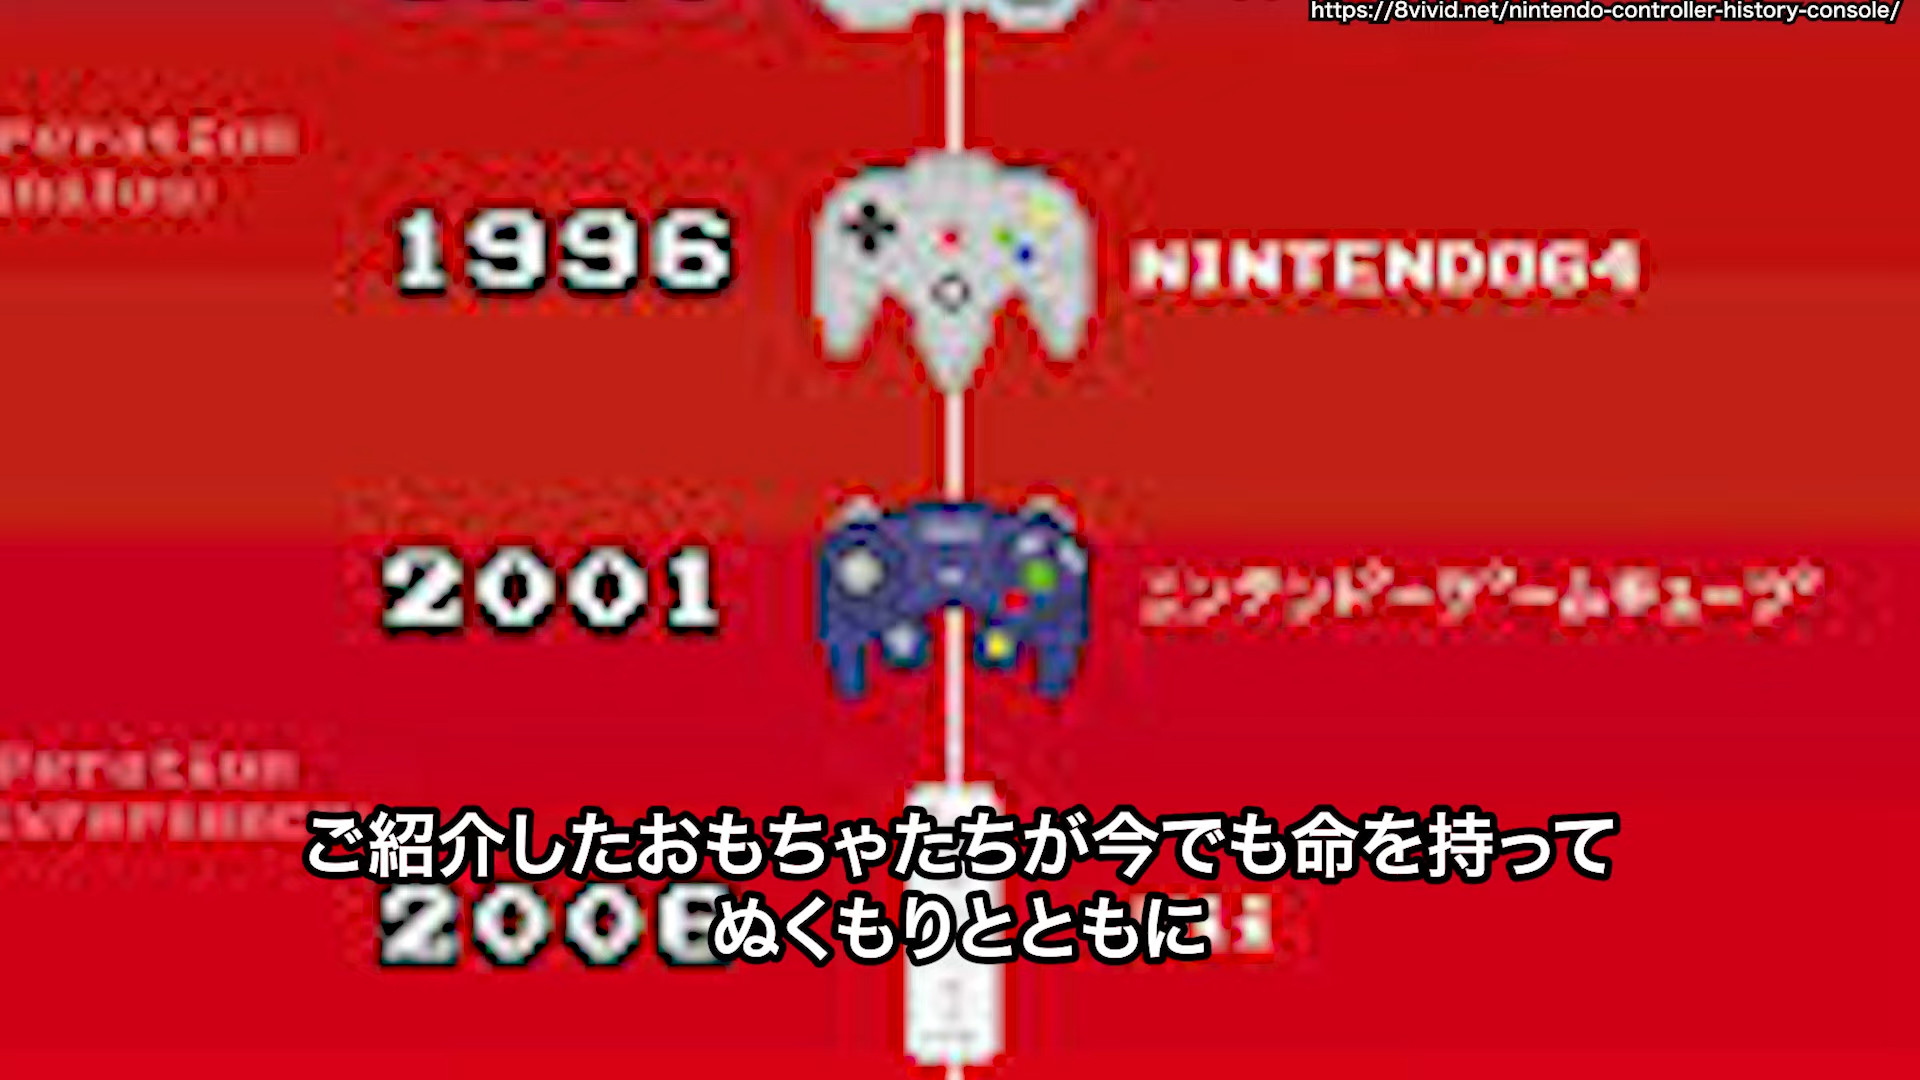 https://8vivid.net/nintendo-controller-history-console/
1996
NINTENDO64
2001
ニンテンドーゲームキューブ
ご紹介したおもちゃたちが今でも命を持って
2006
ぬくもりとともに